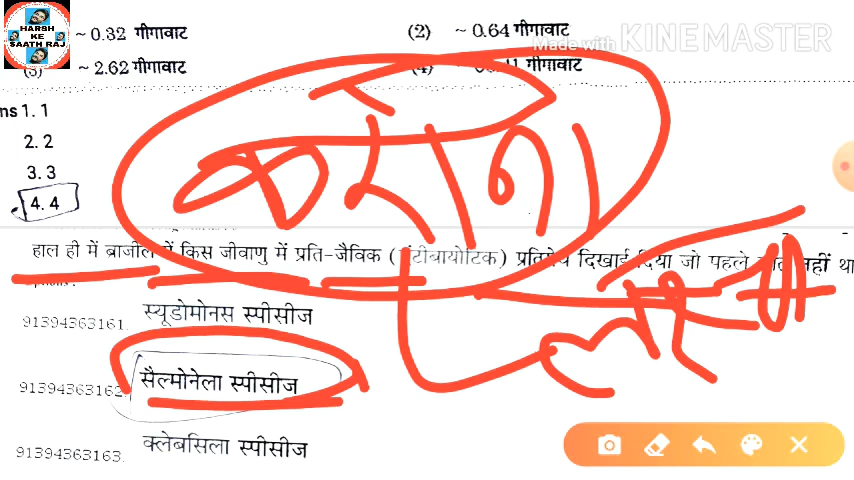 HARSH
KE
SAATH RAJ
~ 0.32 गीगावाट (2) ~ 0.64 गीगावाट
Made with KINEMASTER
(3) ~ 2.62 गीगावाट (4) गीगावाट
ns 1. 1
2. 2
3. 3
4. 4
कोराना
हाल ही में ब्राजील में किस जीवाणु में प्रति-जैविक (एंटीबायोटिक) प्रतिरोध दिखाई दिया जो पहले नहीं था
91394363161. स्यूडोमोनस स्पीसीज
91394363162. सैल्मोनेला स्पीसीज
91394363163. क्लेबसिला स्पीसीज